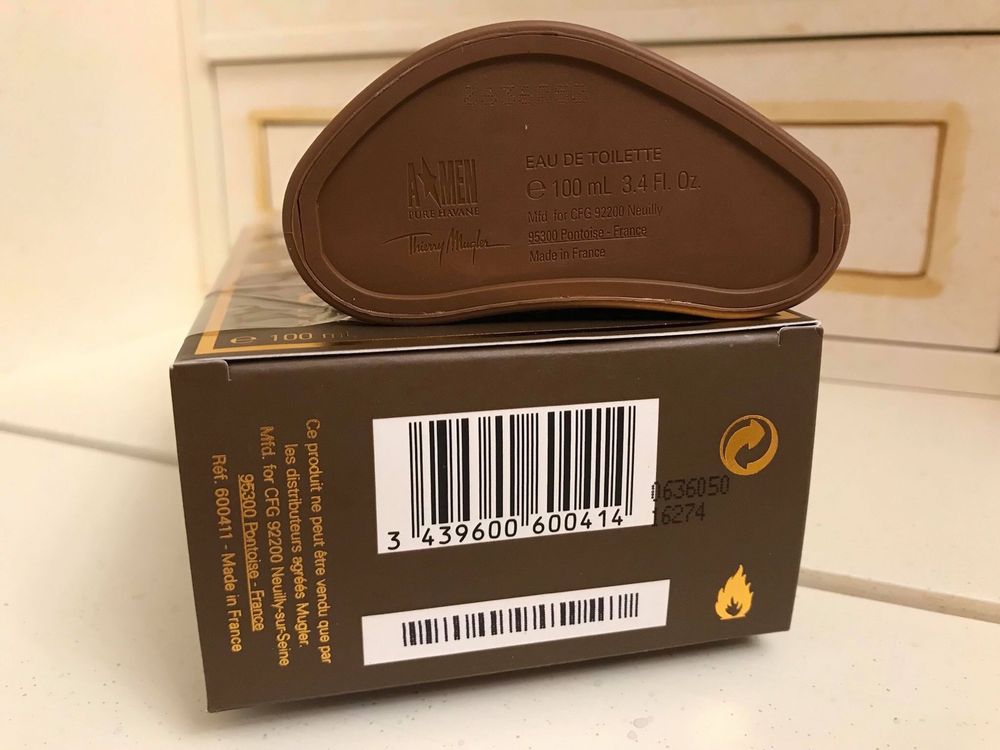 A★MEN
PURE HAVANE
Thierry Mugler
EAU DE TOILETTE
℮ 100 mL 3.4 Fl. Oz.
Mfd for CFG 92200 Neuilly
95300 Pontoise - France
Made in France
℮ 100 ml
Ce produit ne peut être vendu que par
les distributeurs agréés Mugler.
Mfd. for CFG 92200 Neuilly-sur-Seine
95300 Pontoise - France
Réf. 600411 - Made in France
3 439600 600414
0636050
16274